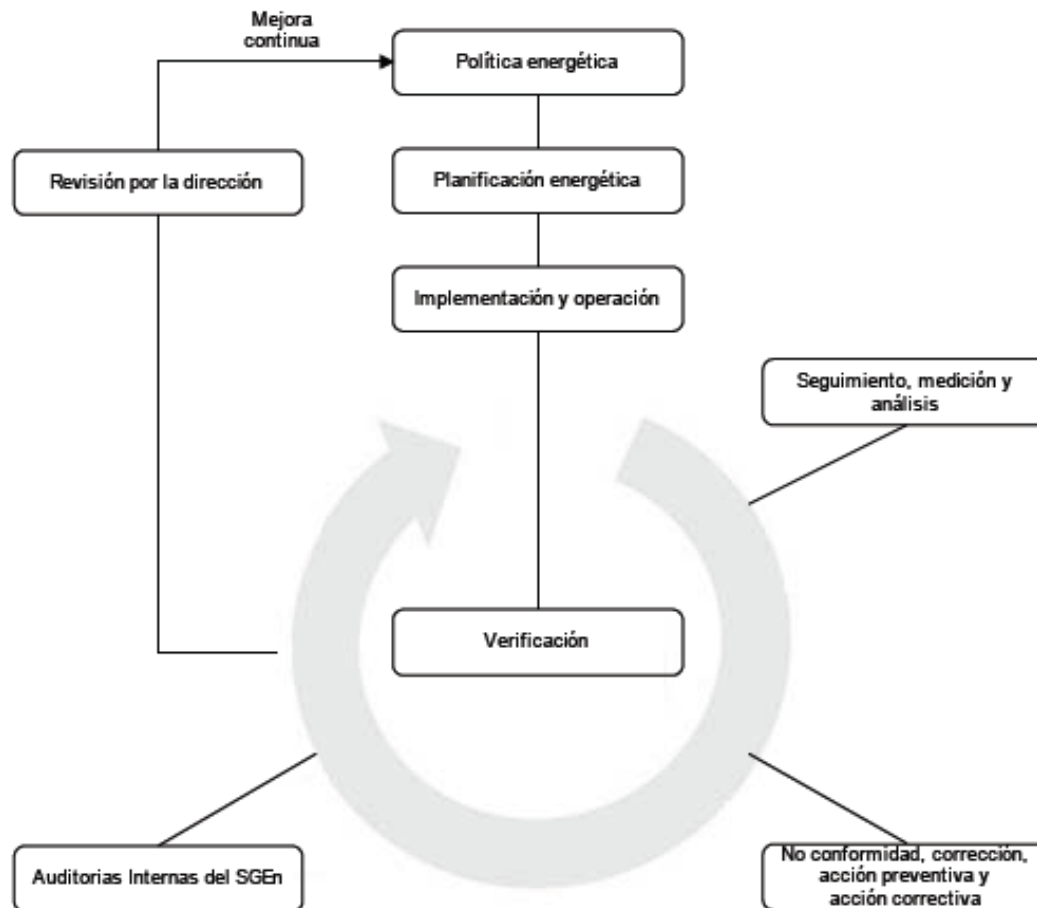 Mejora
continua
Política energética
Revisión por la dirección
Planificación energética
Implementación y operación
Seguimiento, medición y
análisis
Verificación
Auditorias Internas del SGEn
No conformidad, corrección,
acción preventiva y
acción correctiva